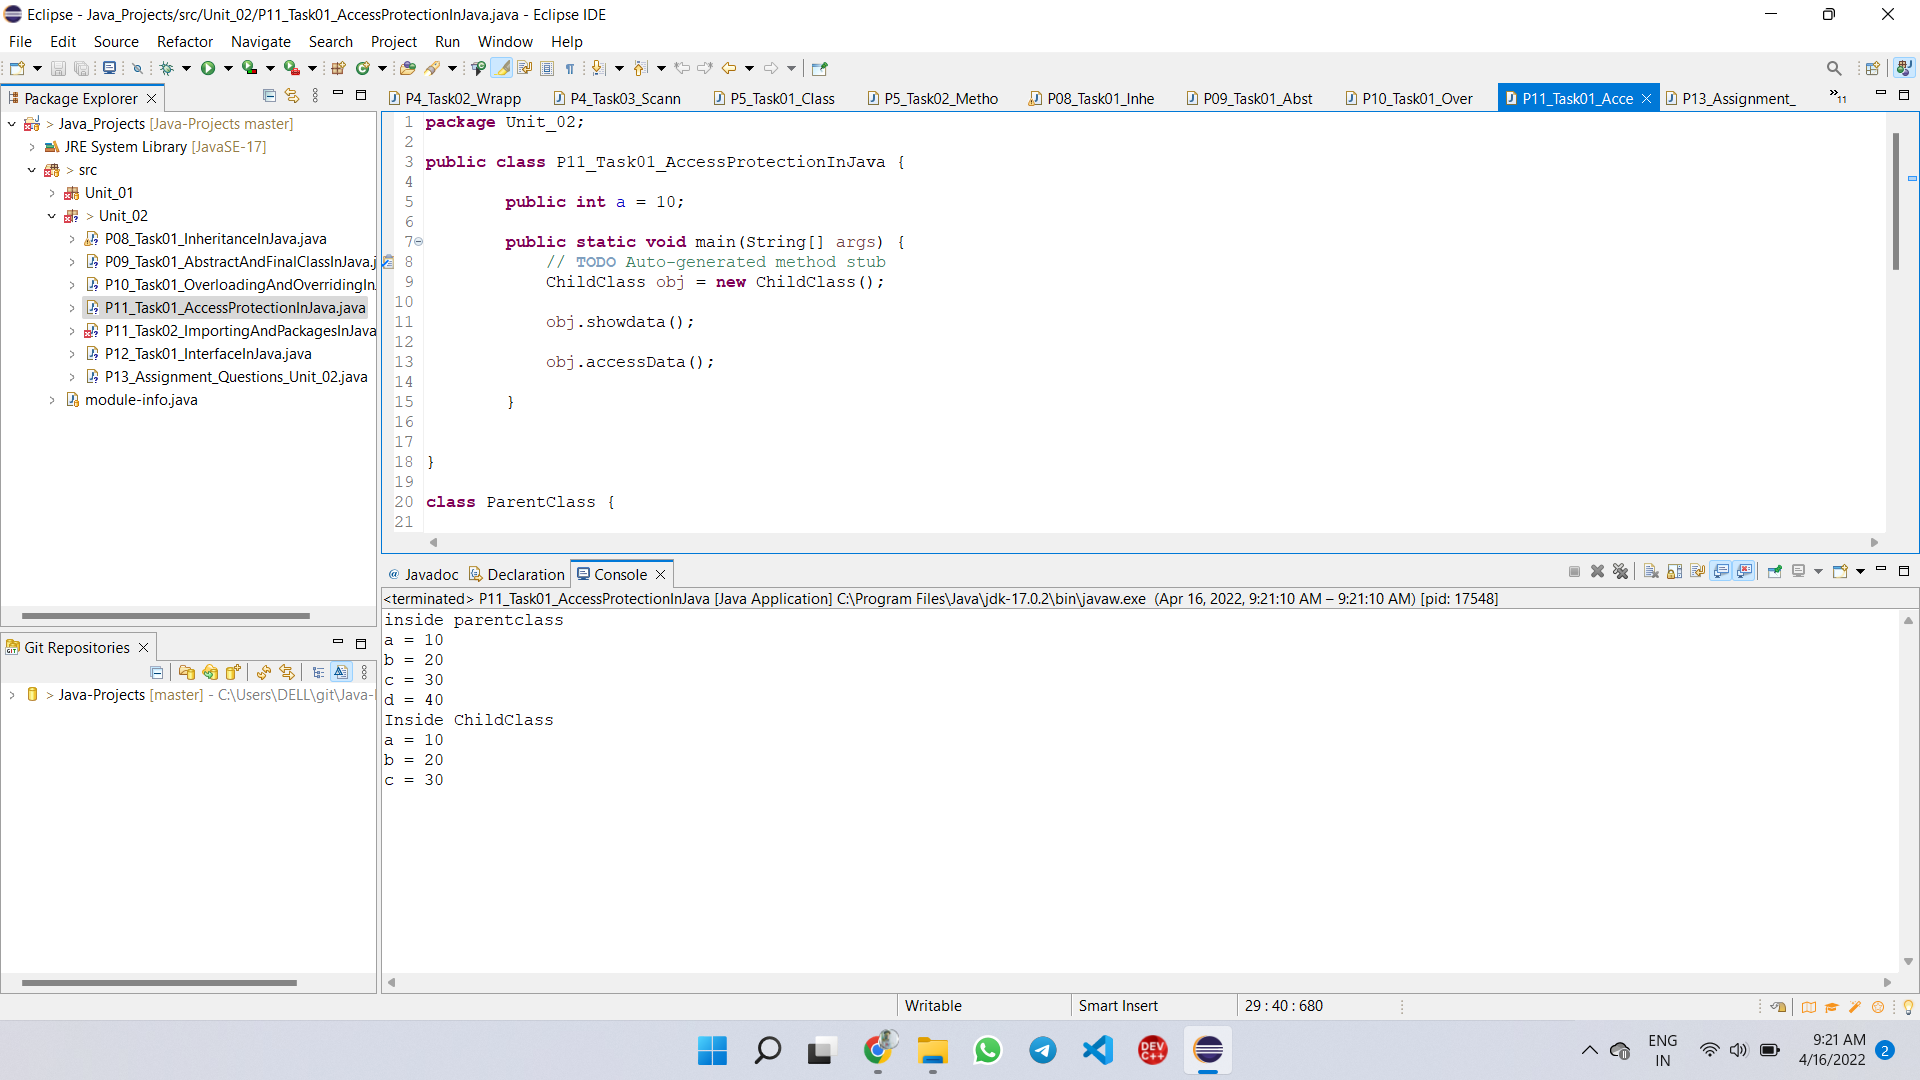 Eclipse - Java_Projects/src/Unit_02/P11_Task01_AccessProtectionInJava.java - Eclipse IDE
File Edit Source Refactor Navigate Search Project Run Window Help
Package Explorer
> Java_Projects [Java-Projects master]
JRE System Library [JavaSE-17]
> src
Unit_01
> Unit_02
P08_Task01_InheritanceInJava.java
P09_Task01_AbstractAndFinalClassInJava.j
P10_Task01_OverloadingAndOverridingIn
P11_Task01_AccessProtectionInJava.java
P11_Task02_ImportingAndPackagesInJava
P12_Task01_InterfaceInJava.java
P13_Assignment_Questions_Unit_02.java
module-info.java
Git Repositories
> Java-Projects [master] - C:\Users\DELL\git\Java-
P4_Task02_Wrapp P4_Task03_Scann P5_Task01_Class P5_Task02_Metho P08_Task01_Inhe P09_Task01_Abst P10_Task01_Over P11_Task01_Acce P13_Assignment_ »11
1 package Unit_02;
2
3 public class P11_Task01_AccessProtectionInJava {
4
5 public int a = 10;
6
7 public static void main(String[] args) {
8 // TODO Auto-generated method stub
9 ChildClass obj = new ChildClass();
10
11 obj.showdata();
12
13 obj.accessData();
14
15 }
16
17
18 }
19
20 class ParentClass {
21
@ Javadoc Declaration Console
<terminated> P11_Task01_AccessProtectionInJava [Java Application] C:\Program Files\Java\jdk-17.0.2\bin\javaw.exe (Apr 16, 2022, 9:21:10 AM – 9:21:10 AM) [pid: 17548]
inside parentclass
a = 10
b = 20
c = 30
d = 40
Inside ChildClass
a = 10
b = 20
c = 30
Writable Smart Insert 29 : 40 : 680
DEV C++
ENG
IN
9:21 AM
4/16/2022
2